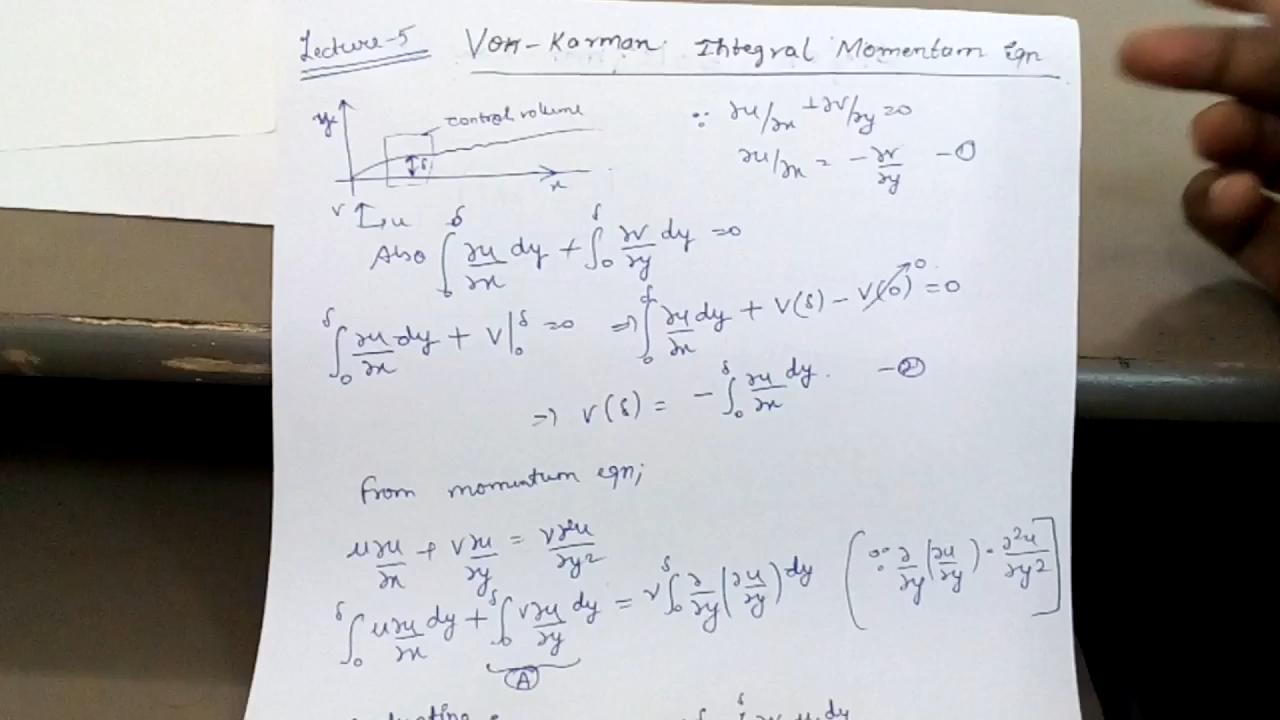 Lecture-5 Von-Karman Integral Momentum eqn
y control volume
δ
x
v u
∵ ∂u/∂x + ∂v/∂y = 0
∂u/∂x = - ∂v/∂y - ①
Also ∫₀^δ ∂u/∂x dy + ∫₀^δ ∂v/∂y dy = 0
∫₀^δ ∂u/∂x dy + v|₀^δ = 0 ⇒ ∫₀^δ ∂u/∂x dy + v(δ) - v(0)↗0 = 0
⇒ v(δ) = - ∫₀^δ ∂u/∂x dy. - ②
From momentum eqn;
u∂u/∂x + v∂u/∂y = ν∂²u/∂y²
∫₀^δ u∂u/∂x dy + ∫₀^δ v∂u/∂y dy = ν∫₀^δ ∂/∂y (∂u/∂y) dy [∵ ∂/∂y (∂u/∂y) = ∂²u/∂y²]
Ⓐ